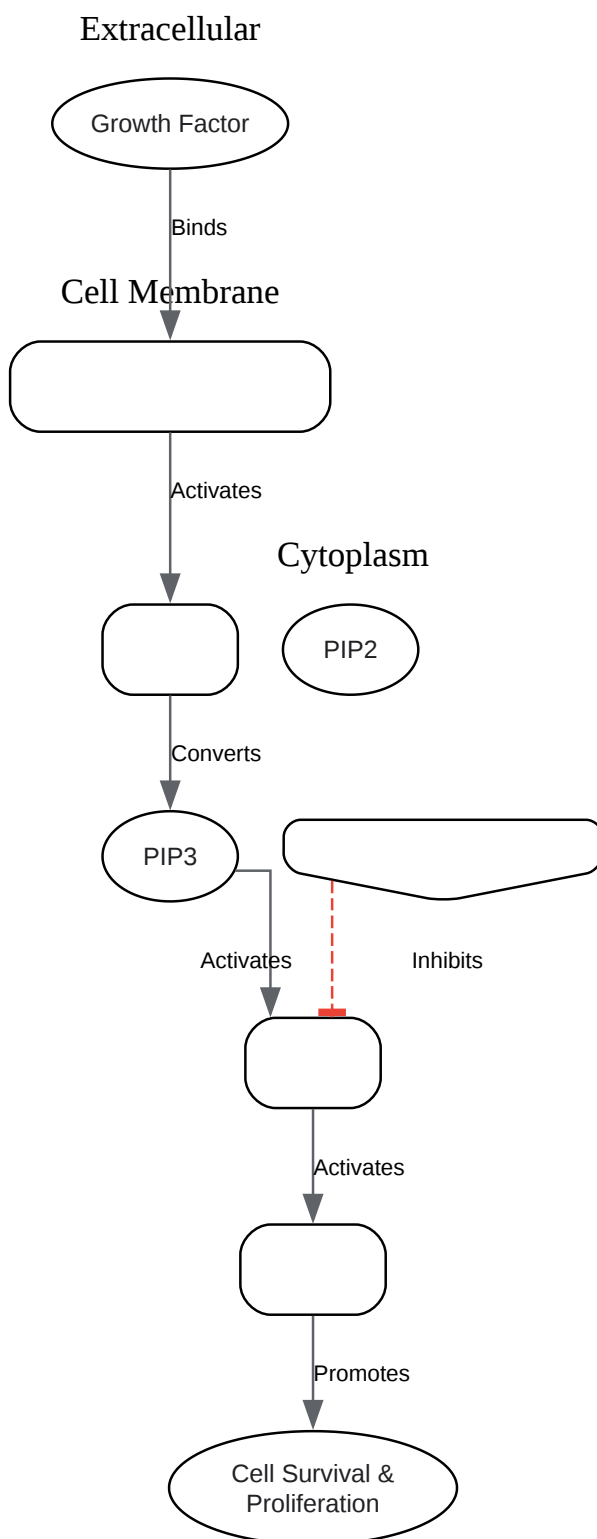 Extracellular
Growth Factor
Binds
Cell Membrane
Activates
Cytoplasm
PIP2
Converts
PIP3
Activates
Inhibits
Activates
Promotes
Cell Survival &
Proliferation